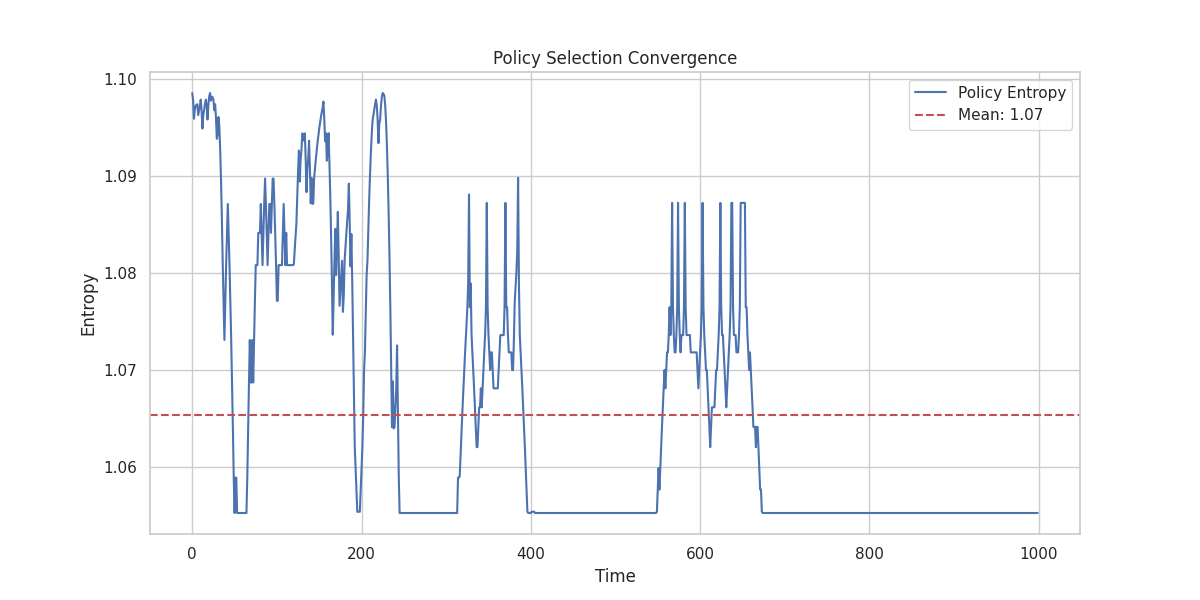 Policy Selection Convergence
1.10
1.09
1.08
1.07
1.06
Entropy
Policy Entropy
Mean: 1.07
0
200
400
600
800
1000
Time